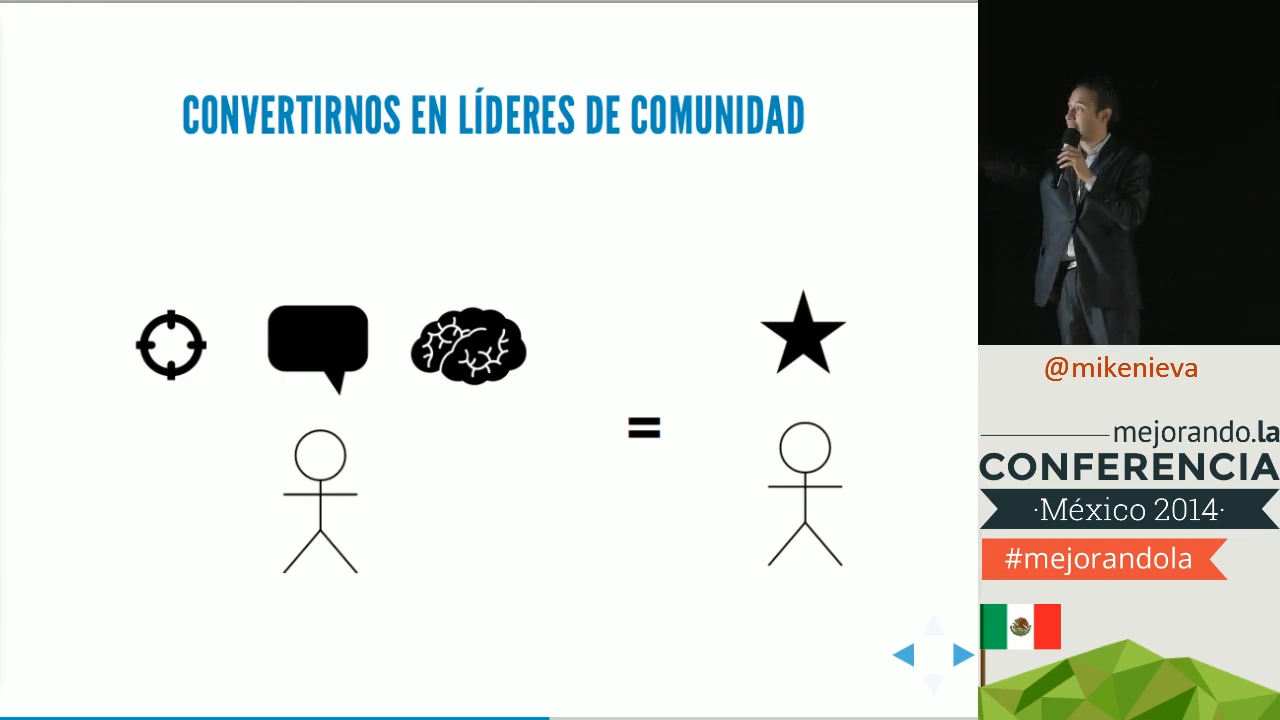 CONVERTIRNOS EN LÍDERES DE COMUNIDAD
=
@mikenieva
mejorando.la
CONFERENCIA
·México 2014·
#mejorandola